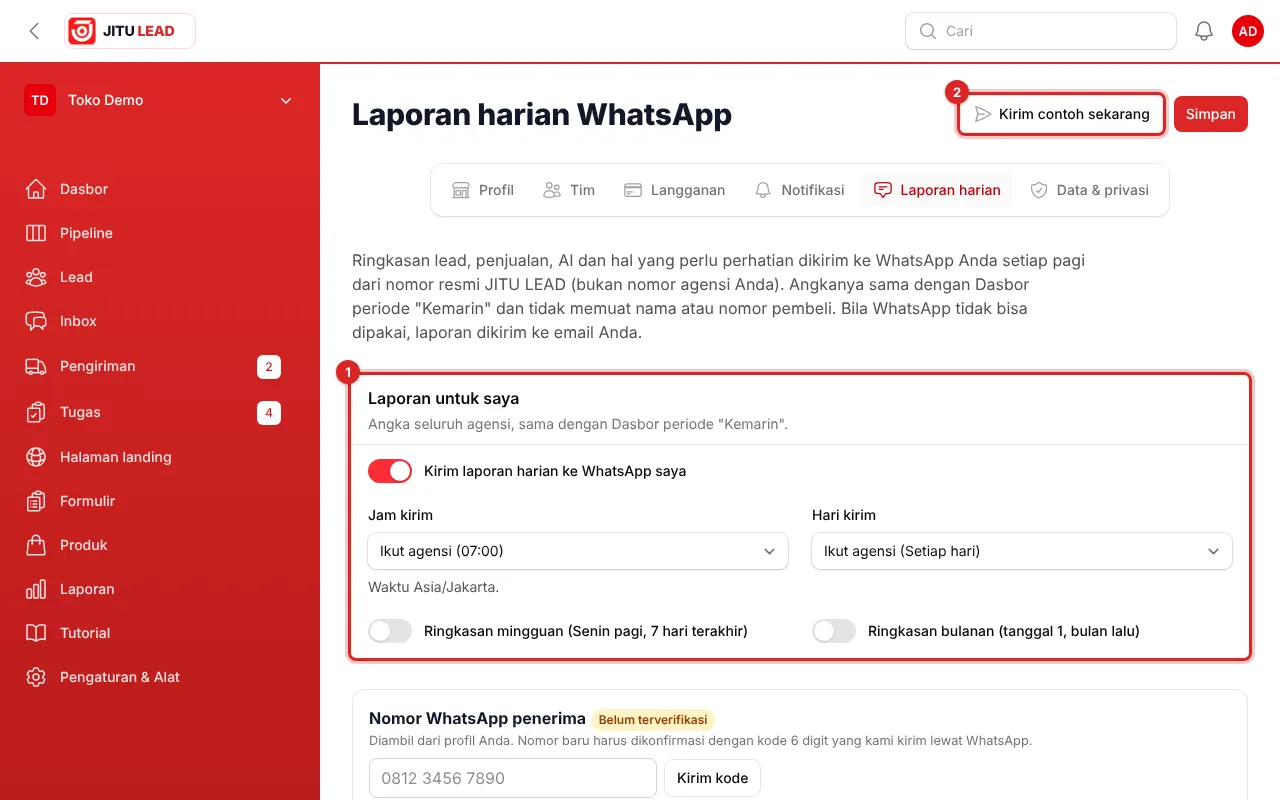 JITU LEAD
Cari
AD
TD
Toko Demo
Dasbor
Pipeline
Lead
Inbox
Pengiriman
2
Tugas
4
Halaman landing
Formulir
Produk
Laporan
Tutorial
Pengaturan & Alat
Laporan harian WhatsApp
2
Kirim contoh sekarang
Simpan
Profil
Tim
Langganan
Notifikasi
Laporan harian
Data & privasi
Ringkasan lead, penjualan, AI dan hal yang perlu perhatian dikirim ke WhatsApp Anda setiap pagi
dari nomor resmi JITU LEAD (bukan nomor agensi Anda). Angkanya sama dengan Dasbor
periode "Kemarin" dan tidak memuat nama atau nomor pembeli. Bila WhatsApp tidak bisa
dipakai, laporan dikirim ke email Anda.
1
Laporan untuk saya
Angka seluruh agensi, sama dengan Dasbor periode "Kemarin".
Kirim laporan harian ke WhatsApp saya
Jam kirim
Hari kirim
Ikut agensi (07:00)
Ikut agensi (Setiap hari)
Waktu Asia/Jakarta.
Ringkasan mingguan (Senin pagi, 7 hari terakhir)
Ringkasan bulanan (tanggal 1, bulan lalu)
Nomor WhatsApp penerima
Belum terverifikasi
Diambil dari profil Anda. Nomor baru harus dikonfirmasi dengan kode 6 digit yang kami kirim lewat WhatsApp.
0812 3456 7890
Kirim kode